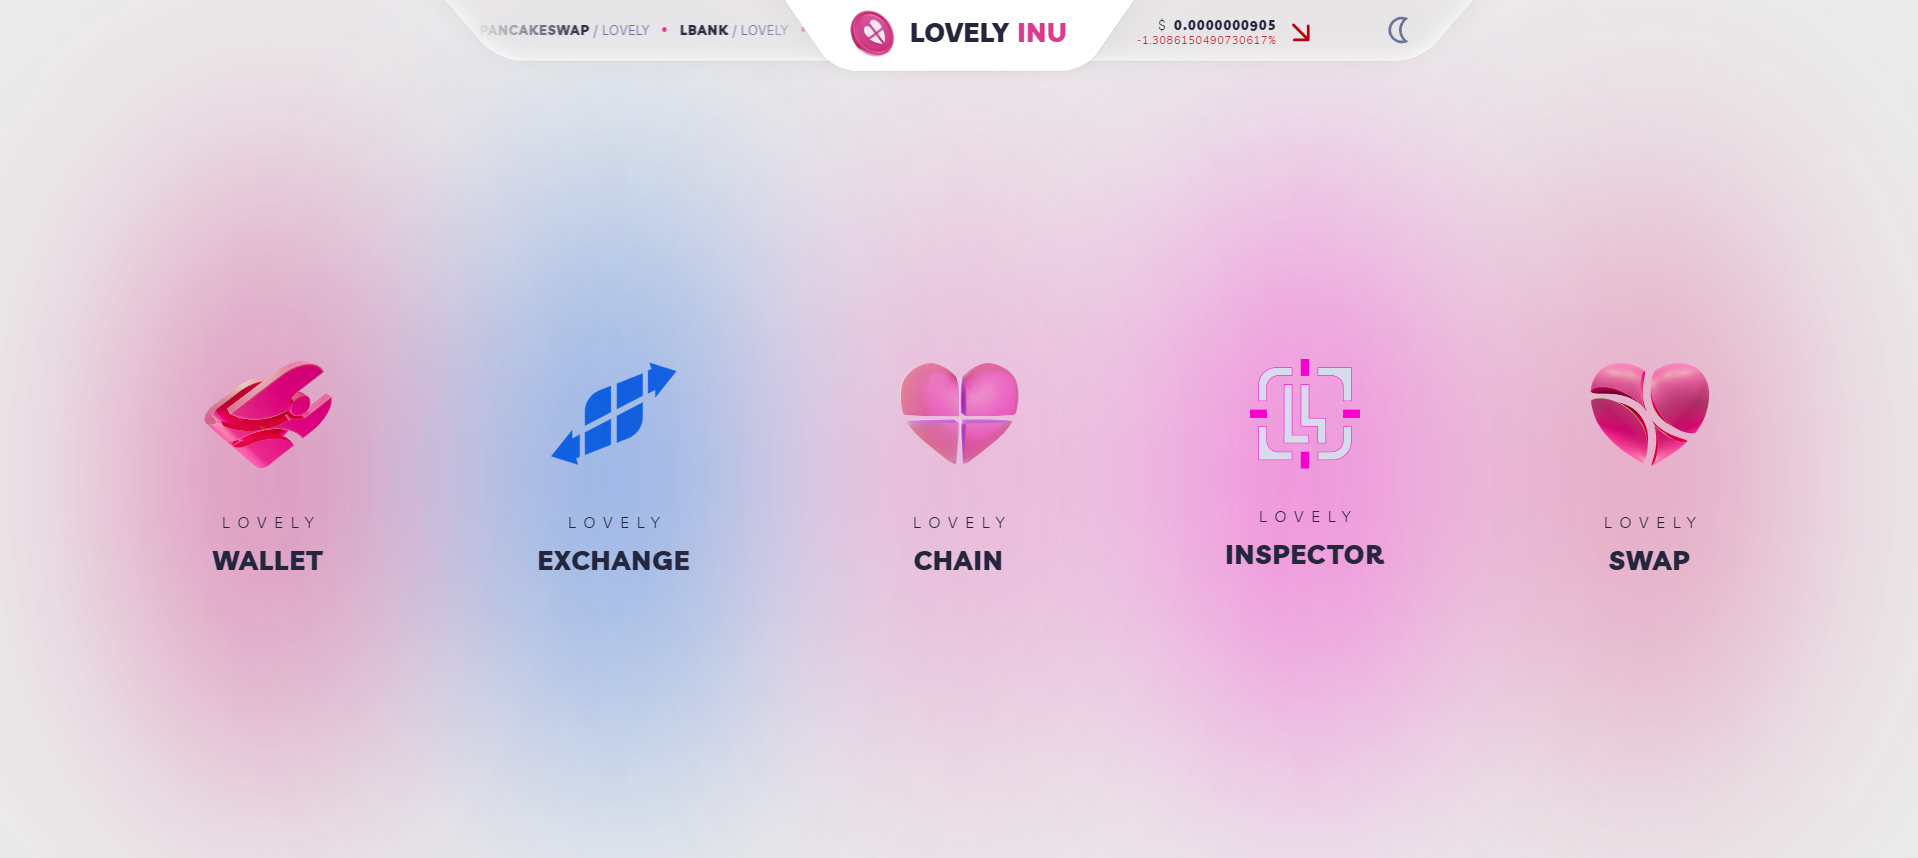 PANCAKESWAP / LOVELY • LBANK / LOVELY •
LOVELY INU
$ 0.0000000905
-1.3086150490730617%
LOVELY
WALLET
LOVELY
EXCHANGE
LOVELY
CHAIN
LOVELY
INSPECTOR
LOVELY
SWAP